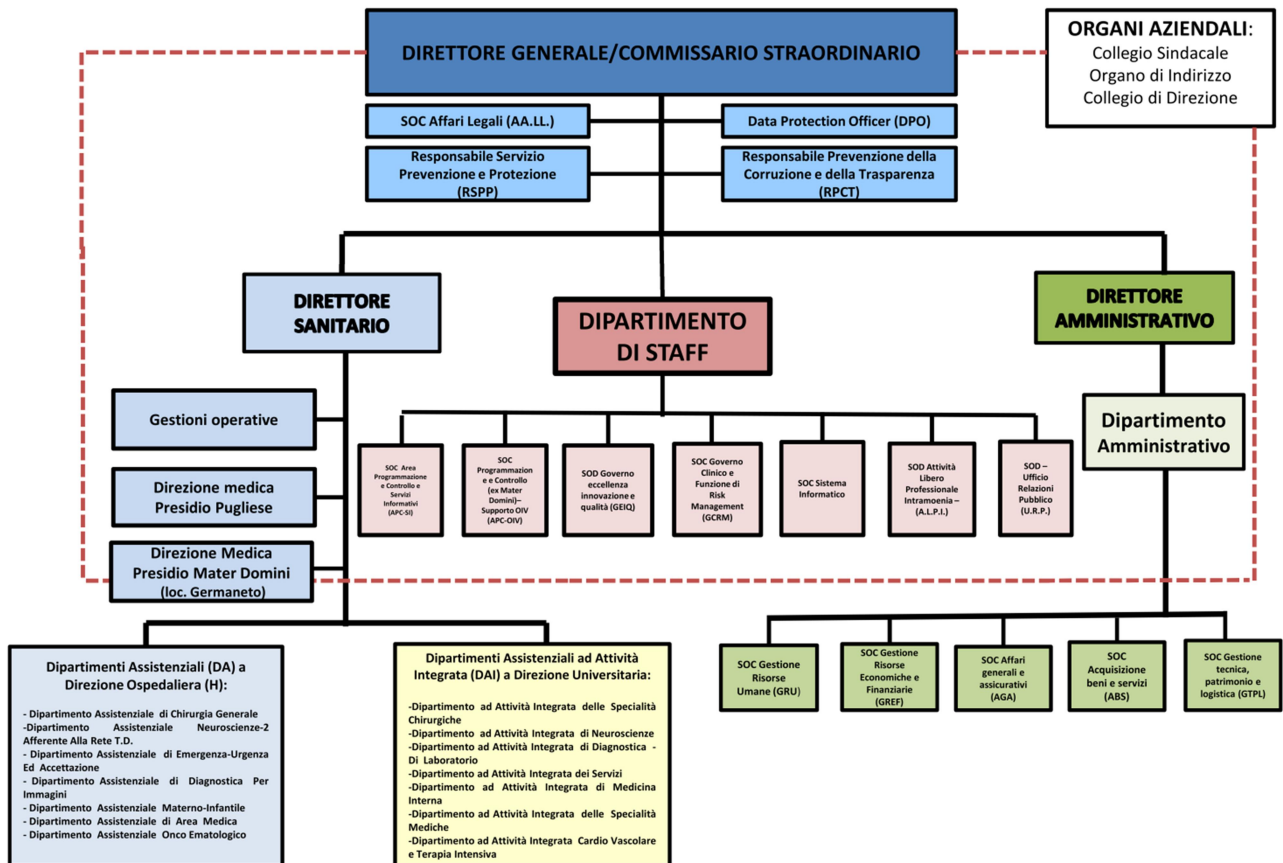 DIRETTORE GENERALE/COMMISSARIO STRAORDINARIO
ORGANI AZIENDALI:
Collegio Sindacale
Organo di Indirizzo
Collegio di Direzione
SOC Affari Legali (AA.LL.)
Data Protection Officer (DPO)
Responsabile Servizio
Prevenzione e Protezione
(RSPP)
Responsabile Prevenzione della
Corruzione e della Trasparenza
(RPCT)
DIRETTORE
SANITARIO
DIPARTIMENTO
DI STAFF
DIRETTORE
AMMINISTRATIVO
Gestioni operative
Direzione medica
Presidio Pugliese
Direzione Medica
Presidio Mater Domini
(loc. Germaneto)
Dipartimento
Amministrativo
SOC Area
Programmazione
e Controllo e
Servizi
Informativi
(APC-SI)
SOC
Programmazion
e e Controllo
(ex Mater
Domini)–
Supporto OIV
(APC-OIV)
SOD Governo
eccellenza
innovazione e
qualità (GEIQ)
SOC Governo
Clinico e
Funzione di
Risk
Management
(GCRM)
SOC Sistema
Informatico
SOD Attività
Libero
Professionale
Intramoenia –
(A.L.P.I.)
SOD –
Ufficio
Relazioni
Pubblico
(U.R.P.)
Dipartimenti Assistenziali (DA) a
Direzione Ospedaliera (H):
- Dipartimento Assistenziale di Chirurgia Generale
-Dipartimento Assistenziale Neuroscienze-2
Afferente Alla Rete T.D.
- Dipartimento Assistenziale di Emergenza-Urgenza
Ed Accettazione
- Dipartimento Assistenziale di Diagnostica Per
Immagini
- Dipartimento Assistenziale Materno-Infantile
- Dipartimento Assistenziale di Area Medica
- Dipartimento Assistenziale Onco Ematologico
Dipartimenti Assistenziali ad Attività
Integrata (DAI) a Direzione Universitaria:
-Dipartimento ad Attività Integrata delle Specialità
Chirurgiche
-Dipartimento ad Attività Integrata di Neuroscienze
-Dipartimento ad Attività Integrata di Diagnostica -
Di Laboratorio
-Dipartimento ad Attività Integrata dei Servizi
-Dipartimento ad Attività Integrata di Medicina
Interna
-Dipartimento ad Attività Integrata delle Specialità
Mediche
-Dipartimento ad Attività Integrata Cardio Vascolare
e Terapia Intensiva
SOC Gestione
Risorse
Umane (GRU)
SOC Gestione
Risorse
Economiche e
Finanziarie
(GREF)
SOC Affari
generali e
assicurativi
(AGA)
SOC
Acquisizione
beni e servizi
(ABS)
SOC Gestione
tecnica,
patrimonio e
logistica (GTPL)